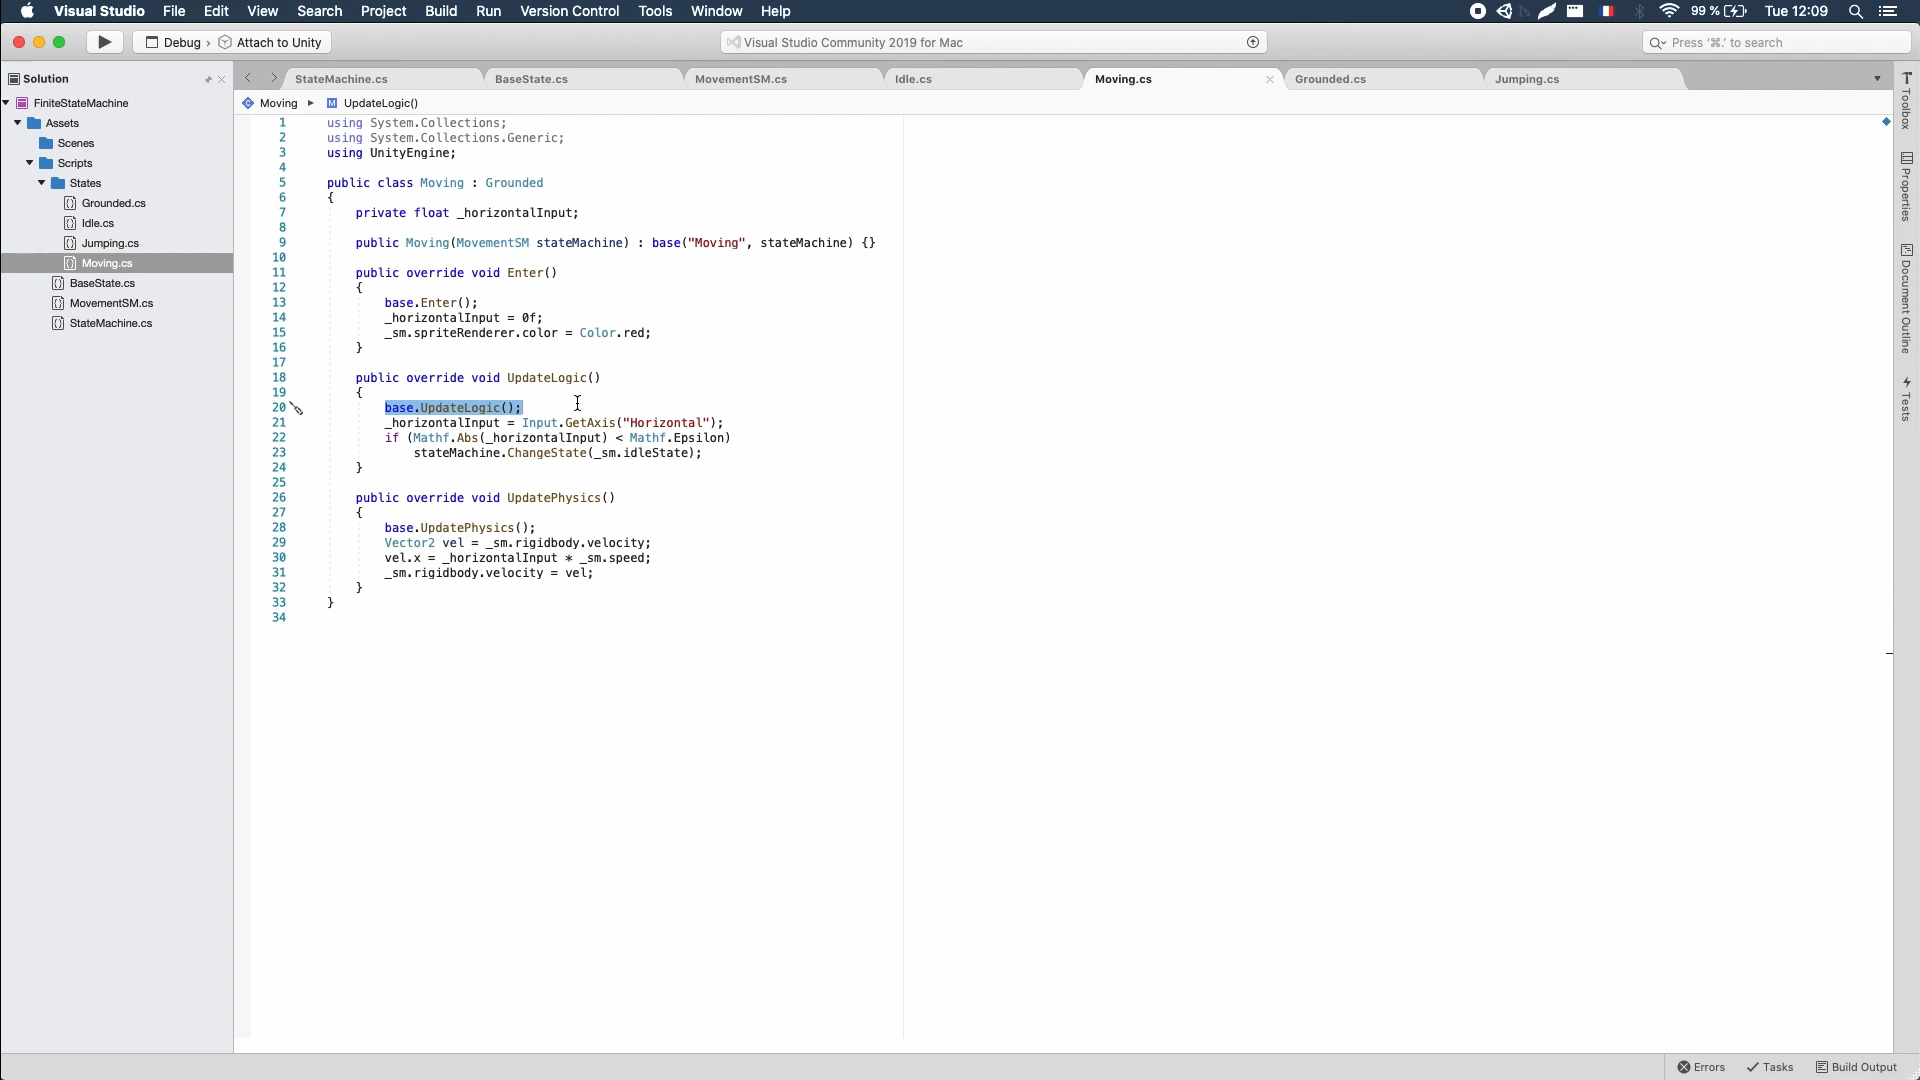 Visual Studio File Edit View Search Project Build Run Version Control Tools Window Help 99 % Tue 12:09
Debug › Attach to Unity Visual Studio Community 2019 for Mac Press '⌘.' to search
Solution
FiniteStateMachine
Assets
Scenes
Scripts
States
Grounded.cs
Idle.cs
Jumping.cs
Moving.cs
BaseState.cs
MovementSM.cs
StateMachine.cs
StateMachine.cs BaseState.cs MovementSM.cs Idle.cs Moving.cs Grounded.cs Jumping.cs
Moving ▸ M UpdateLogic()
1 using System.Collections;
2 using System.Collections.Generic;
3 using UnityEngine;
4
5 public class Moving : Grounded
6 {
7 private float _horizontalInput;
8
9 public Moving(MovementSM stateMachine) : base("Moving", stateMachine) {}
10
11 public override void Enter()
12 {
13 base.Enter();
14 _horizontalInput = 0f;
15 _sm.spriteRenderer.color = Color.red;
16 }
17
18 public override void UpdateLogic()
19 {
20 base.UpdateLogic();
21 _horizontalInput = Input.GetAxis("Horizontal");
22 if (Mathf.Abs(_horizontalInput) < Mathf.Epsilon)
23 stateMachine.ChangeState(_sm.idleState);
24 }
25
26 public override void UpdatePhysics()
27 {
28 base.UpdatePhysics();
29 Vector2 vel = _sm.rigidbody.velocity;
30 vel.x = _horizontalInput * _sm.speed;
31 _sm.rigidbody.velocity = vel;
32 }
33 }
34
Toolbox
Properties
Document Outline
Tests
Errors Tasks Build Output